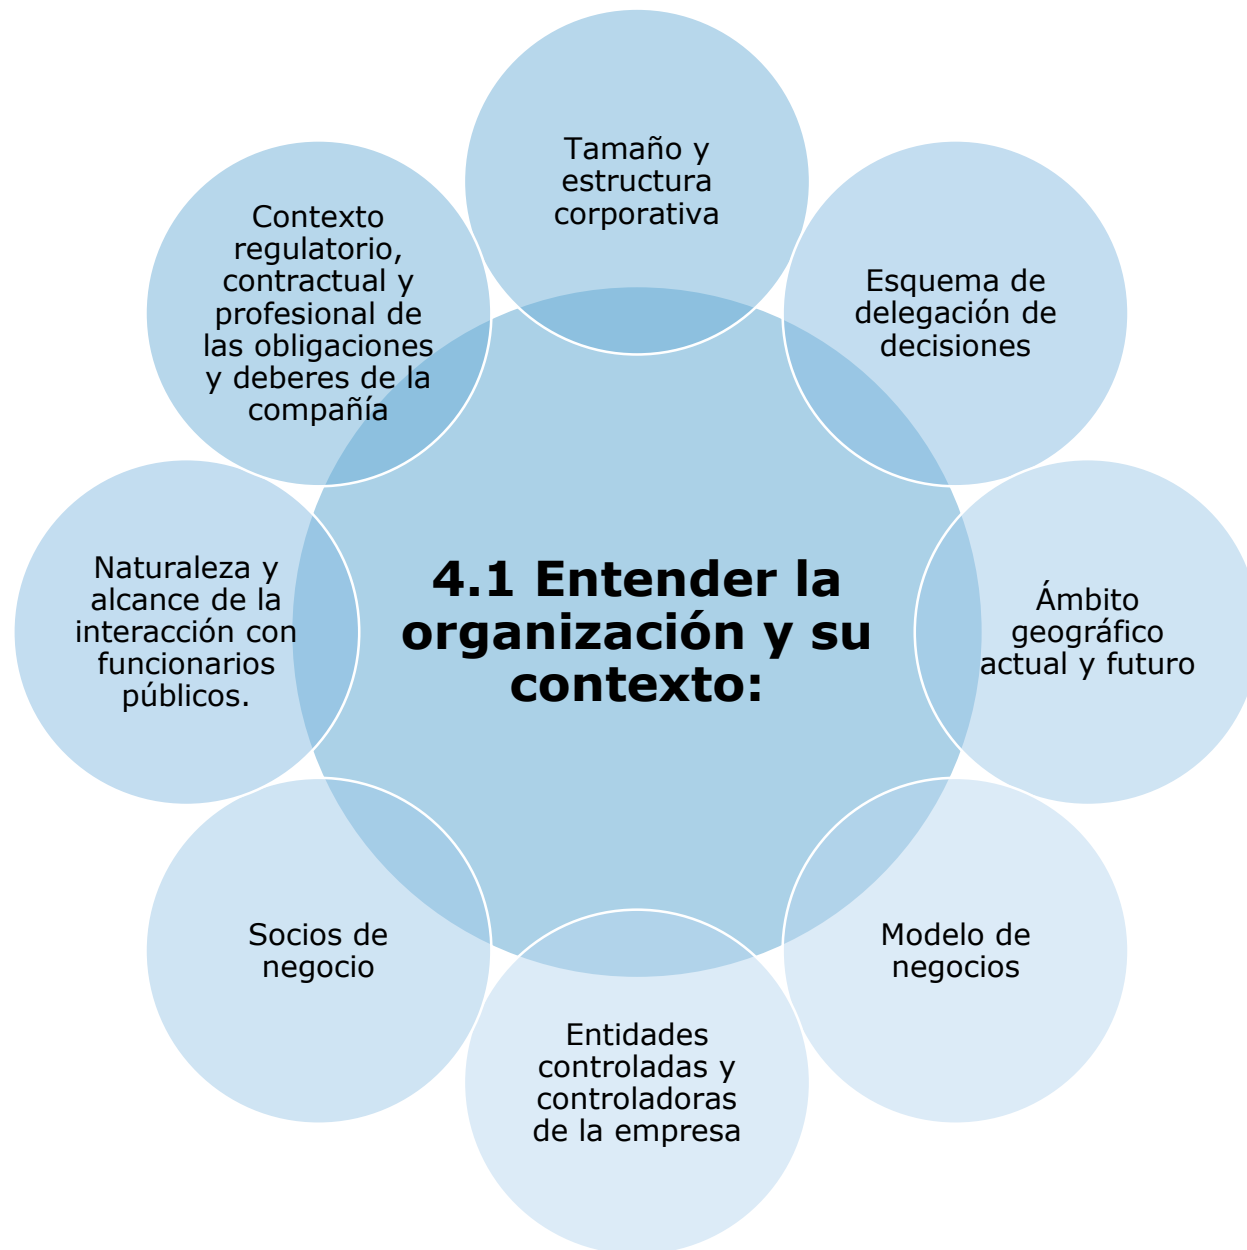 Tamaño y
estructura
corporativa
Esquema de
delegación de
decisiones
Ámbito
geográfico
actual y futuro
Modelo de
negocios
Entidades
controladas y
controladoras
de la empresa
Socios de
negocio
Naturaleza y
alcance de la
interacción con
funcionarios
públicos.
Contexto
regulatorio,
contractual y
profesional de
las obligaciones
y deberes de la
compañía
4.1 Entender la
organización y su
contexto: